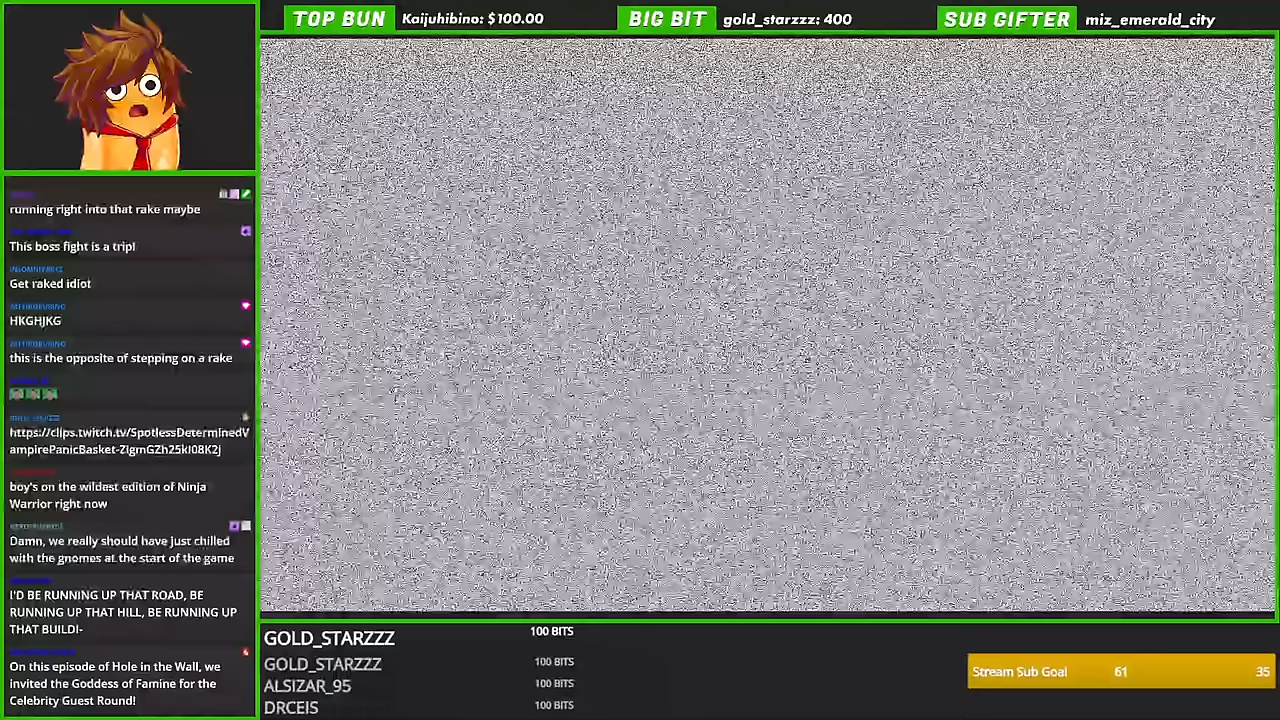 TOP BUN Kaijuhibino: $100.00 BIG BIT gold_starzzz: 400 SUB GIFTER miz_emerald_city
running right into that rake maybe
This boss fight is a trip!
Get raked idiot
HKGHJKG
this is the opposite of stepping on a rake
https://clips.twitch.tv/SpotlessDeterminedV
ampirePanicBasket-ZIgmGZh25kI08K2j
boy's on the wildest edition of Ninja
Warrior right now
Damn, we really should have just chilled
with the gnomes at the start of the game
I'D BE RUNNING UP THAT ROAD, BE
RUNNING UP THAT HILL, BE RUNNING UP
THAT BUILDI-
On this episode of Hole in the Wall, we
invited the Goddess of Famine for the
Celebrity Guest Round!
GOLD_STARZZZ 100 BITS
GOLD_STARZZZ 100 BITS
ALSIZAR_95 100 BITS
DRCEIS 100 BITS
Stream Sub Goal 61 35